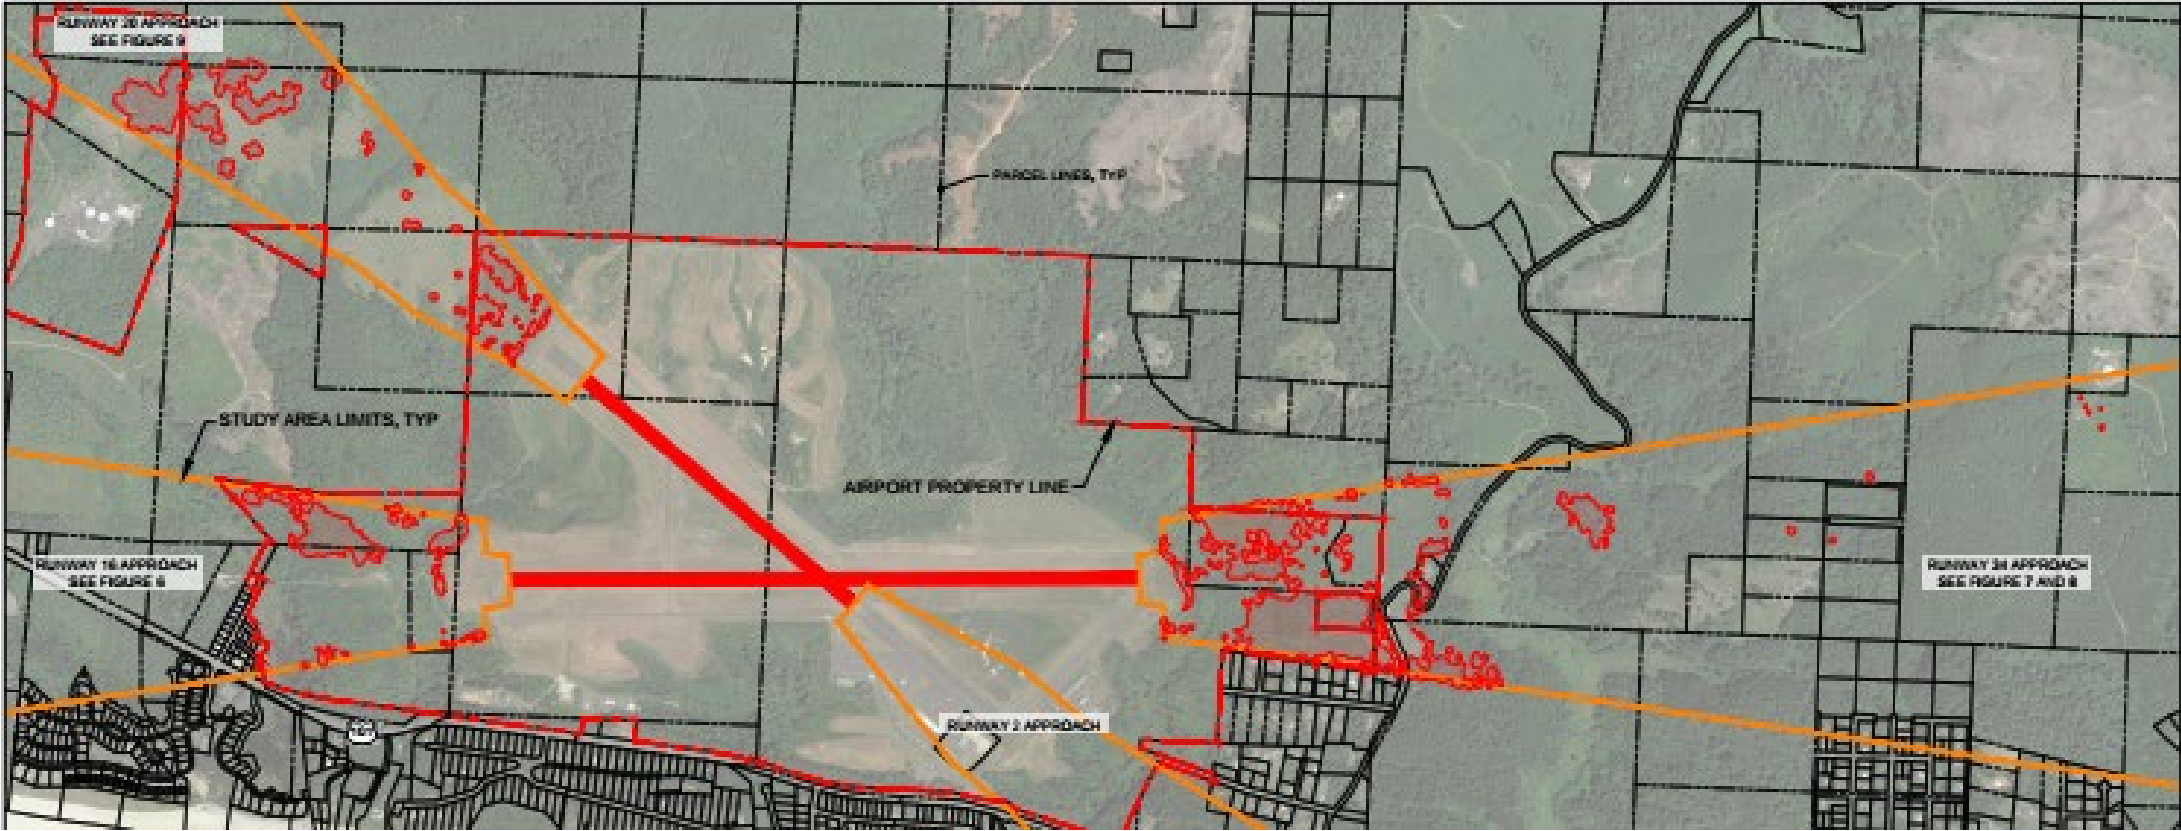 RUNWAY 20 APPROACH
SEE FIGURE 9
PARCEL LINES, TYP
STUDY AREA LIMITS, TYP
AIRPORT PROPERTY LINE
RUNWAY 16 APPROACH
SEE FIGURE 6
RUNWAY 34 APPROACH
SEE FIGURE 7 AND 8
RUNWAY 2 APPROACH